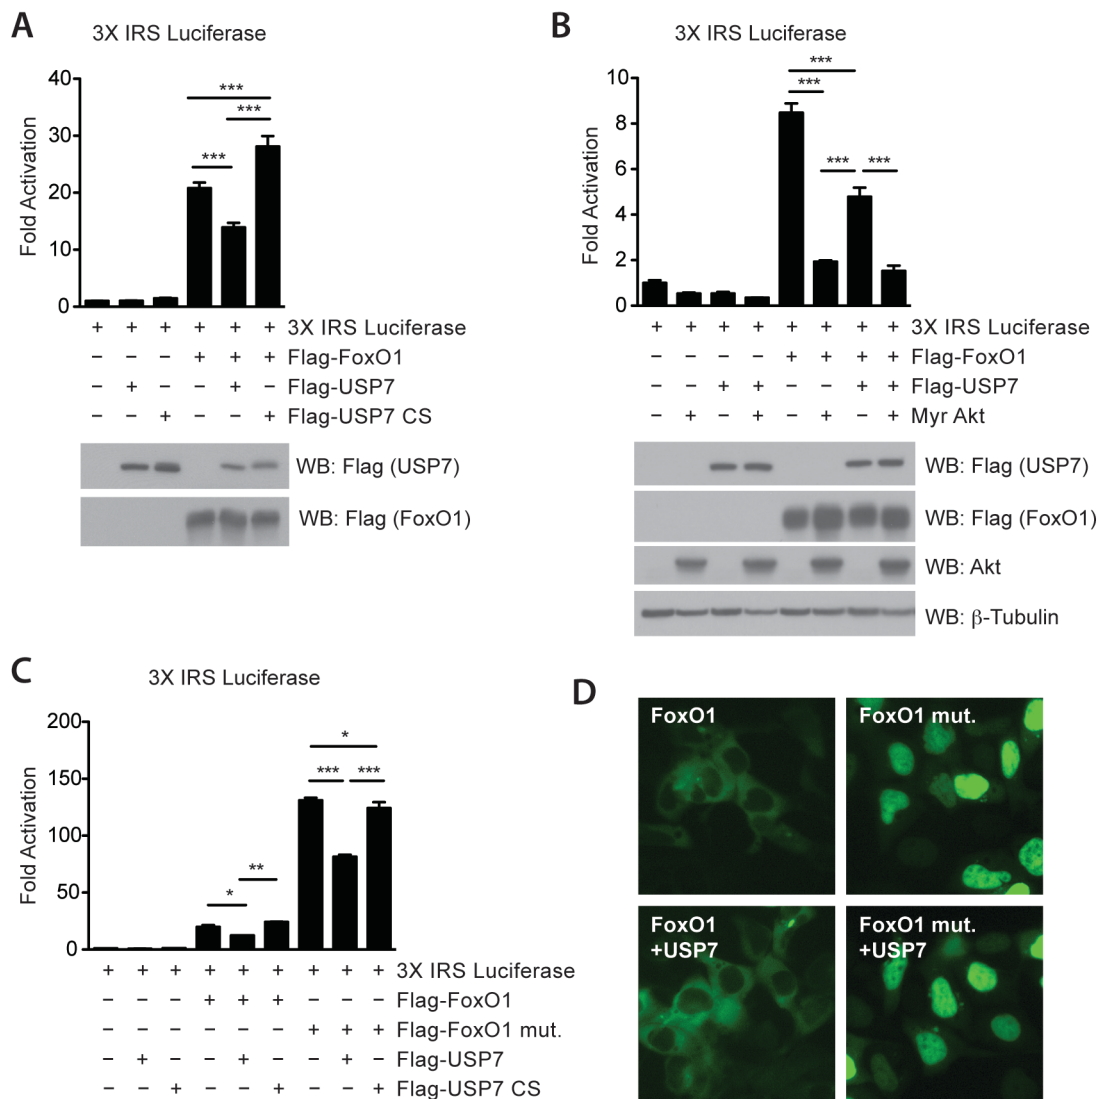 A
3X IRS Luciferase
Fold Activation
40
30
20
10
0
***
***
***
+ + + + + + 3X IRS Luciferase
− − − + + + Flag-FoxO1
− + − − + − Flag-USP7
− − + − − + Flag-USP7 CS
WB: Flag (USP7)
WB: Flag (FoxO1)
B
3X IRS Luciferase
Fold Activation
10
8
6
4
2
0
***
***
*** ***
+ + + + + + + + 3X IRS Luciferase
− − − − + + + + Flag-FoxO1
− − + + − − + + Flag-USP7
− + − + − + − + Myr Akt
WB: Flag (USP7)
WB: Flag (FoxO1)
WB: Akt
WB: β-Tubulin
C
3X IRS Luciferase
Fold Activation
200
150
100
50
0
*
*** ***
**
*
+ + + + + + + + + 3X IRS Luciferase
− − − + + + − − − Flag-FoxO1
− − − − − − + + + Flag-FoxO1 mut.
− + − − + − − + − Flag-USP7
− − + − − + − − + Flag-USP7 CS
D
FoxO1
FoxO1 mut.
FoxO1
+USP7
FoxO1 mut.
+USP7